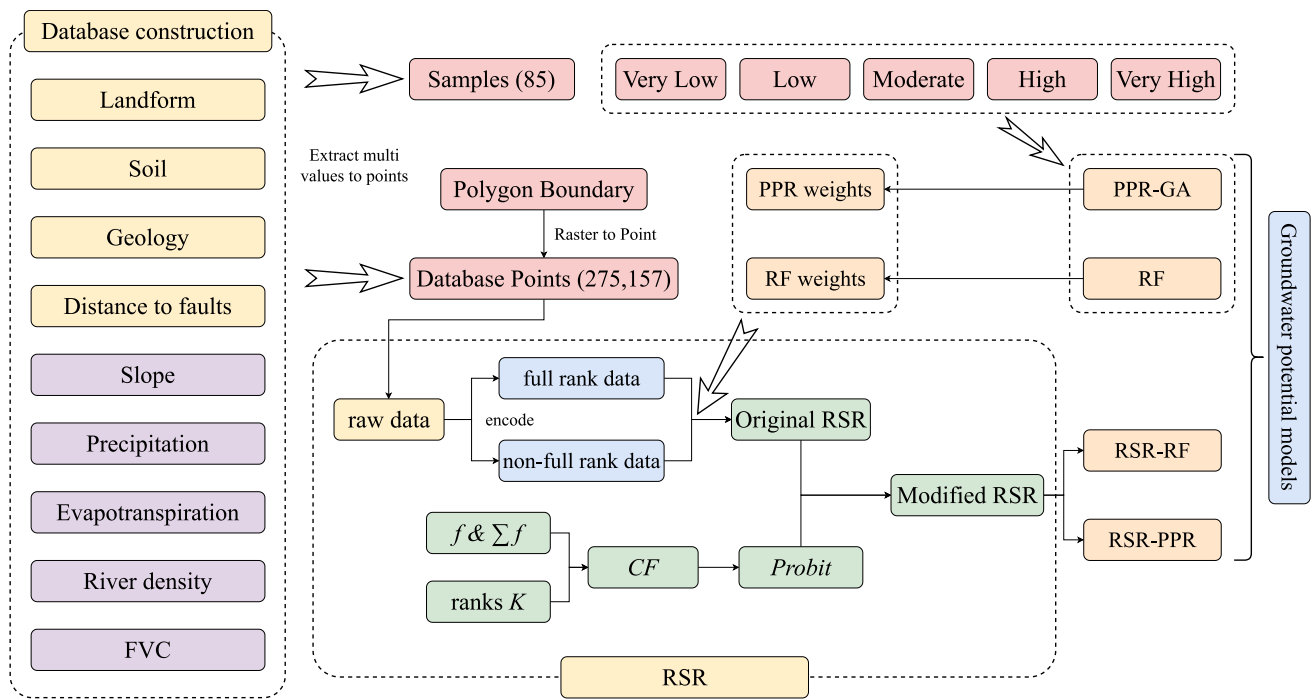 Database construction
Landform
Soil
Geology
Distance to faults
Slope
Precipitation
Evapotranspiration
River density
FVC
Samples (85)
Very Low
Low
Moderate
High
Very High
Extract multi
values to points
Polygon Boundary
Raster to Point
Database Points (275,157)
PPR weights
RF weights
PPR-GA
RF
Groundwater potential models
raw data
encode
full rank data
non-full rank data
Original RSR
Modified RSR
f & ∑ f
ranks K
CF
Probit
RSR-RF
RSR-PPR
RSR